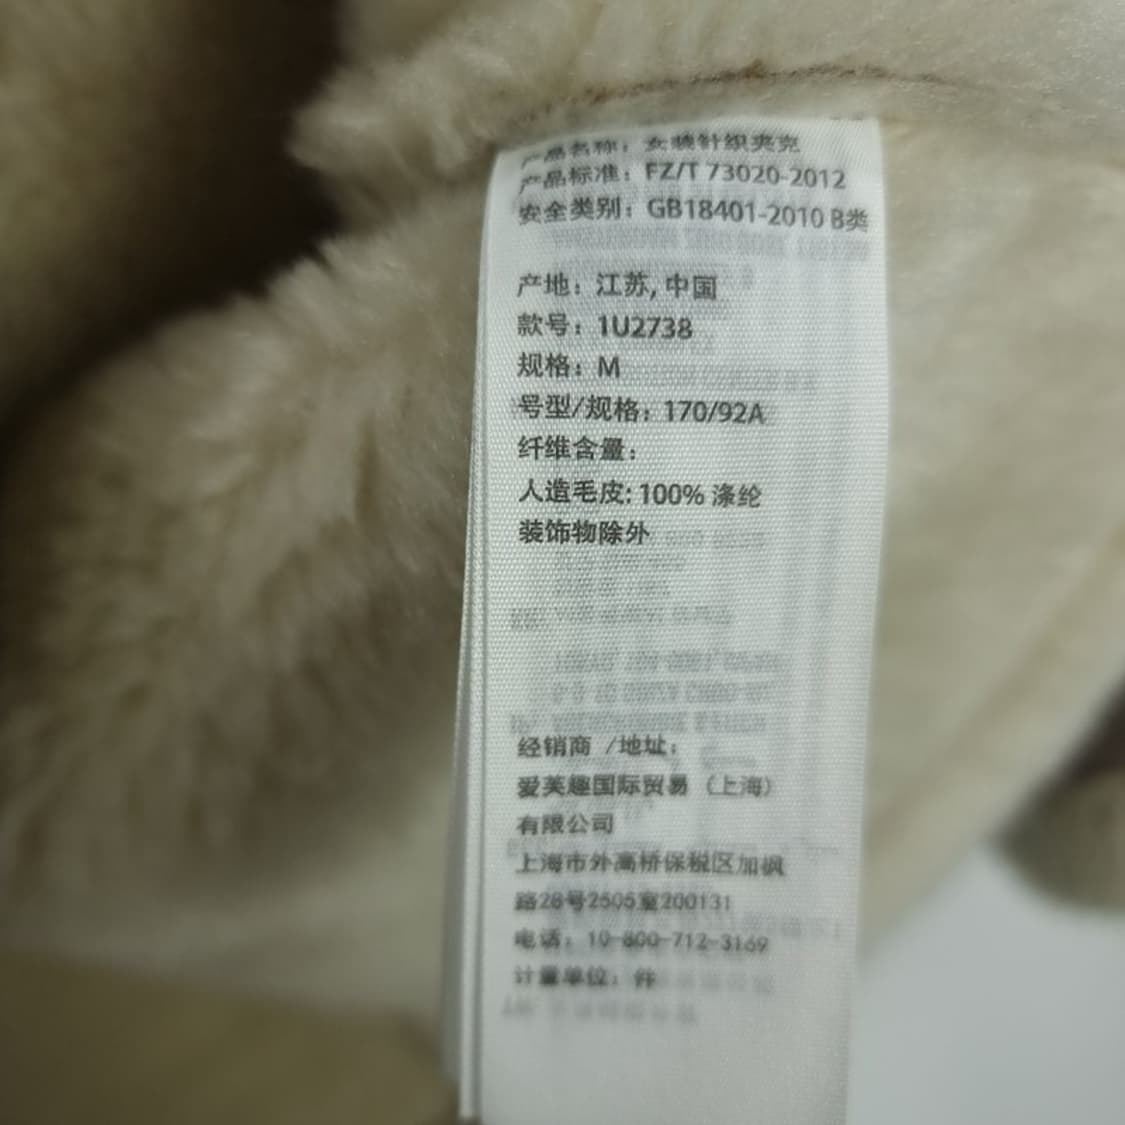 产品名称：女装针织夹克
产品标准：FZ/T 73020-2012
安全类别：GB18401-2010 B类
产地：江苏, 中国
款号：1U2738
规格：M
号型/规格：170/92A
纤维含量：
人造毛皮: 100% 涤纶
装饰物除外
经销商 /地址：
爱芙趣国际贸易（上海）
有限公司
上海市外高桥保税区加枫
路28号2505室200131
电话：10-800-712-3169
计量单位：件